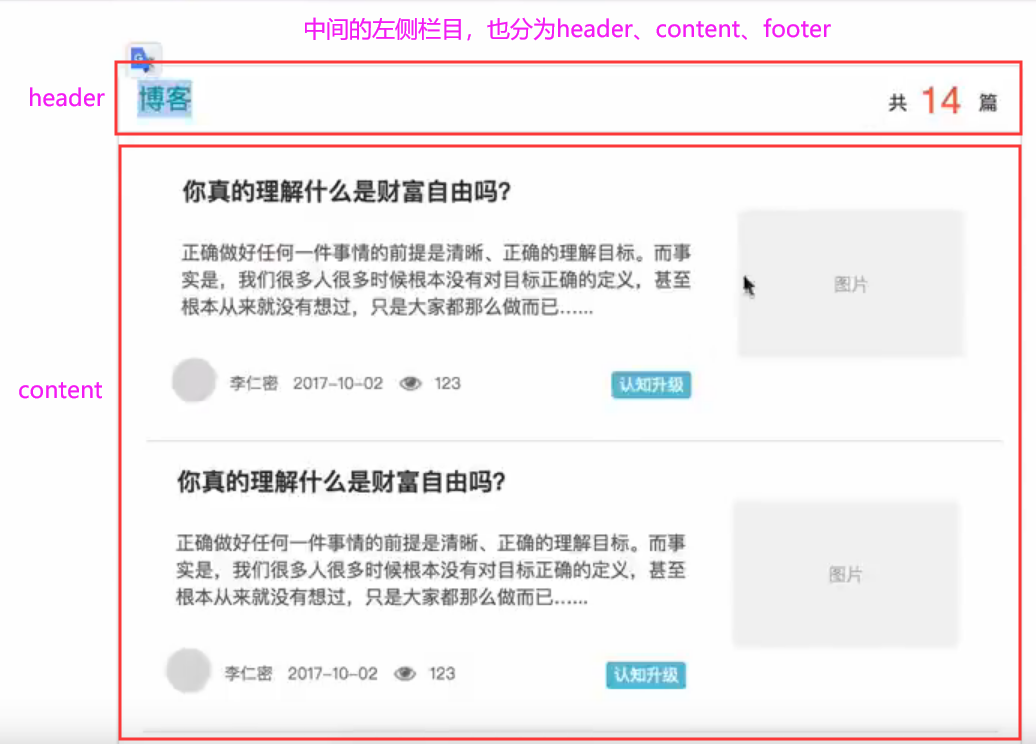 中间的左侧栏目，也分为header、content、footer
header
博客
共 14 篇
content
你真的理解什么是财富自由吗?
正确做好任何一件事情的前提是清晰、正确的理解目标。而事
实是，我们很多人很多时候根本没有对目标正确的定义，甚至
根本从来就没有想过，只是大家都那么做而已......
图片
李仁密 2017-10-02 123 认知升级
你真的理解什么是财富自由吗?
正确做好任何一件事情的前提是清晰、正确的理解目标。而事
实是，我们很多人很多时候根本没有对目标正确的定义，甚至
根本从来就没有想过，只是大家都那么做而已......
图片
李仁密 2017-10-02 123 认知升级